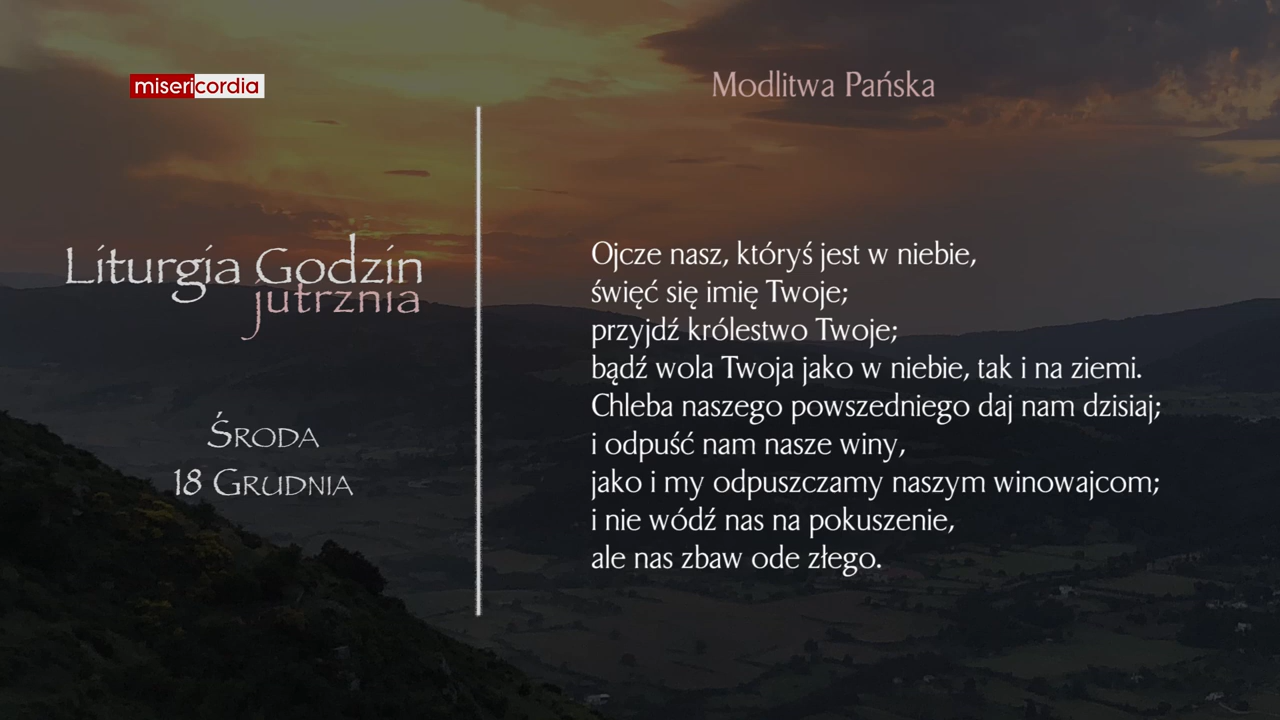 misericordia
Liturgia Godzin
jutrznia
Środa
18 Grudnia
Modlitwa Pańska
Ojcze nasz, któryś jest w niebie,
święć się imię Twoje;
przyjdź królestwo Twoje;
bądź wola Twoja jako w niebie, tak i na ziemi.
Chleba naszego powszedniego daj nam dzisiaj;
i odpuść nam nasze winy,
jako i my odpuszczamy naszym winowajcom;
i nie wódź nas na pokuszenie,
ale nas zbaw ode złego.